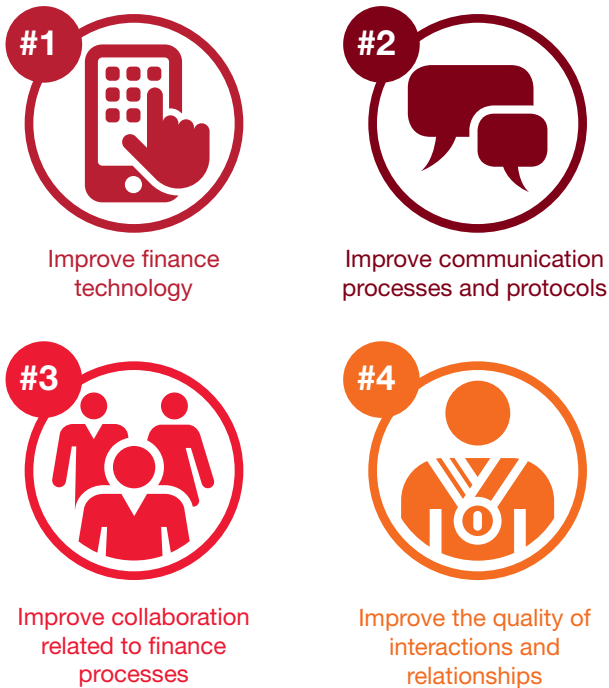 #1
Improve finance
technology
#2
Improve communication
processes and protocols
#3
Improve collaboration
related to finance
processes
#4
Improve the quality of
interactions and
relationships